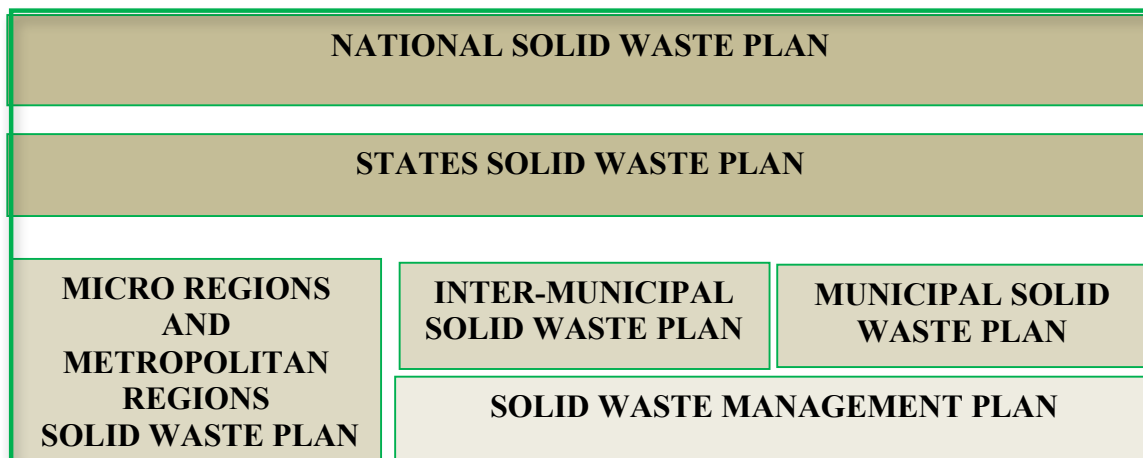 NATIONAL SOLID WASTE PLAN
STATES SOLID WASTE PLAN
MICRO REGIONS
AND
METROPOLITAN
REGIONS
SOLID WASTE PLAN
INTER-MUNICIPAL
SOLID WASTE PLAN
MUNICIPAL SOLID
WASTE PLAN
SOLID WASTE MANAGEMENT PLAN